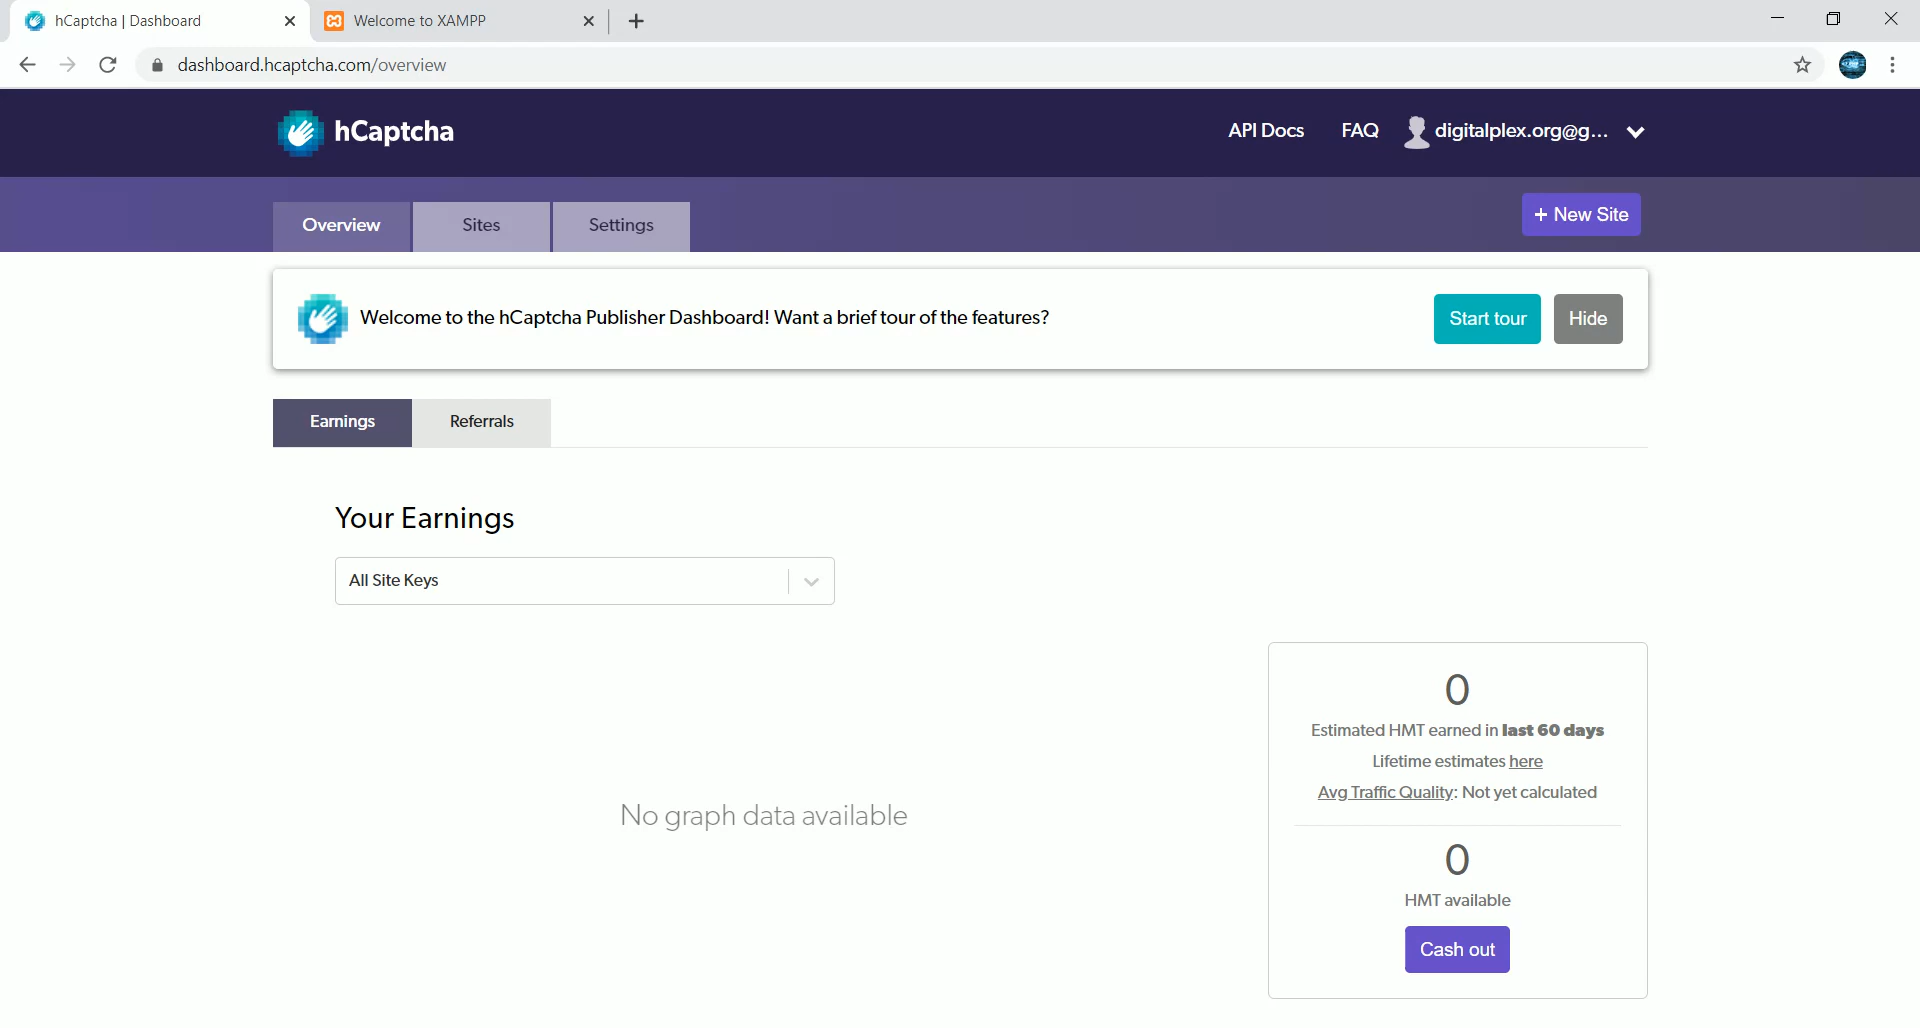 hCaptcha | Dashboard
Welcome to XAMPP
dashboard.hcaptcha.com/overview
hCaptcha
API Docs
FAQ
digitalplex.org@g...
Overview
Sites
Settings
+ New Site
Welcome to the hCaptcha Publisher Dashboard! Want a brief tour of the features?
Start tour
Hide
Earnings
Referrals
Your Earnings
All Site Keys
No graph data available
0
Estimated HMT earned in last 60 days
Lifetime estimates here
Avg Traffic Quality: Not yet calculated
0
HMT available
Cash out